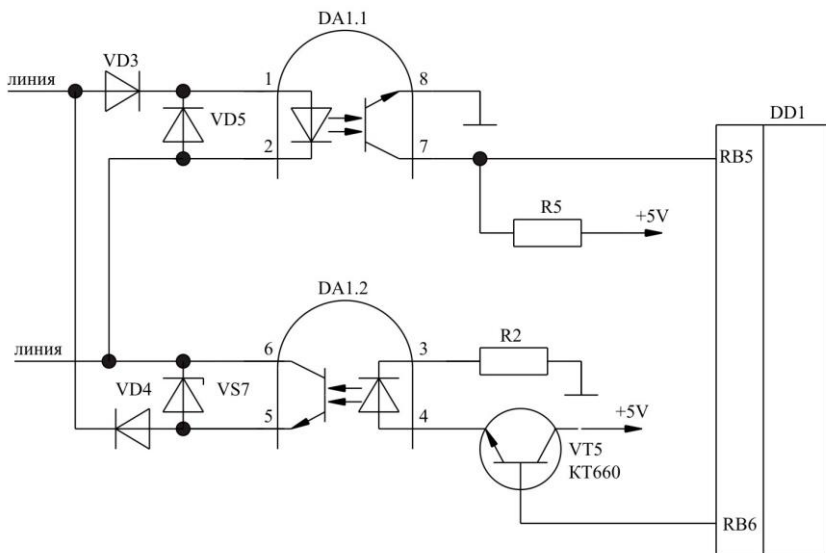 DA1.1
VD3
линия
1
8
VD5
2
7
DD1
RB5
R5
+5V
DA1.2
линия
6
3
R2
VD4
VS7
5
4
+5V
VT5
КТ660
RB6